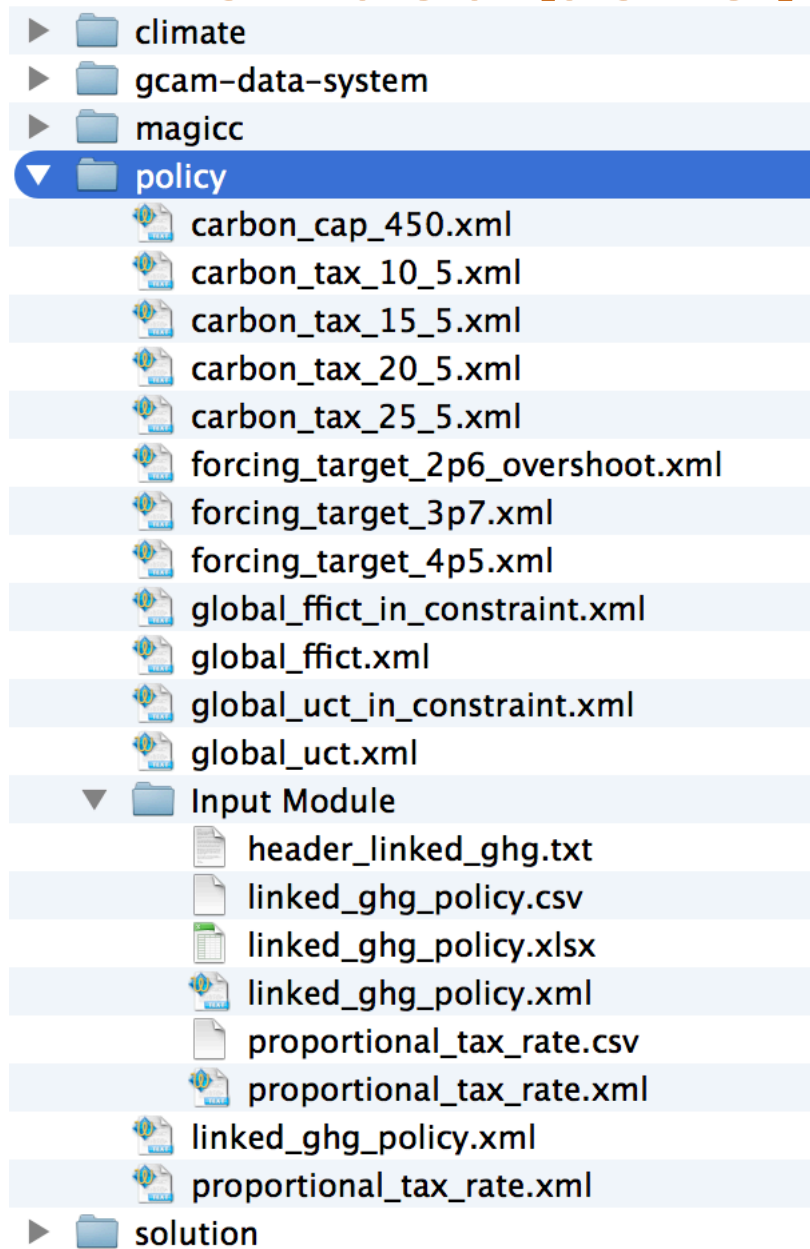 climate
gcam-data-system
magicc
policy
carbon_cap_450.xml
carbon_tax_10_5.xml
carbon_tax_15_5.xml
carbon_tax_20_5.xml
carbon_tax_25_5.xml
forcing_target_2p6_overshoot.xml
forcing_target_3p7.xml
forcing_target_4p5.xml
global_ffict_in_constraint.xml
global_ffict.xml
global_uct_in_constraint.xml
global_uct.xml
Input Module
header_linked_ghg.txt
linked_ghg_policy.csv
linked_ghg_policy.xlsx
linked_ghg_policy.xml
proportional_tax_rate.csv
proportional_tax_rate.xml
linked_ghg_policy.xml
proportional_tax_rate.xml
solution